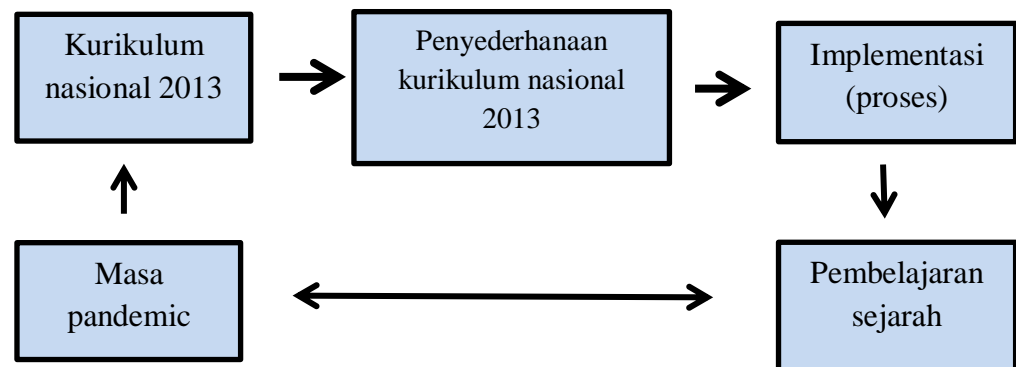 Kurikulum
nasional 2013
Penyederhanaan
kurikulum nasional
2013
Implementasi
(proses)
Masa
pandemic
Pembelajaran
sejarah